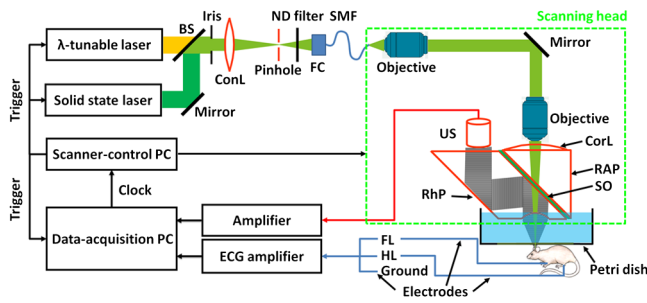 Iris
BS
ND filter
SMF
Scanning head
λ-tunable laser
ConL
Pinhole
FC
Objective
Mirror
Trigger
Solid state laser
Mirror
Objective
US
CorL
Scanner-control PC
RAP
SO
RhP
Clock
Trigger
Amplifier
Data-acquisition PC
ECG amplifier
FL
HL
Ground
Electrodes
Petri dish